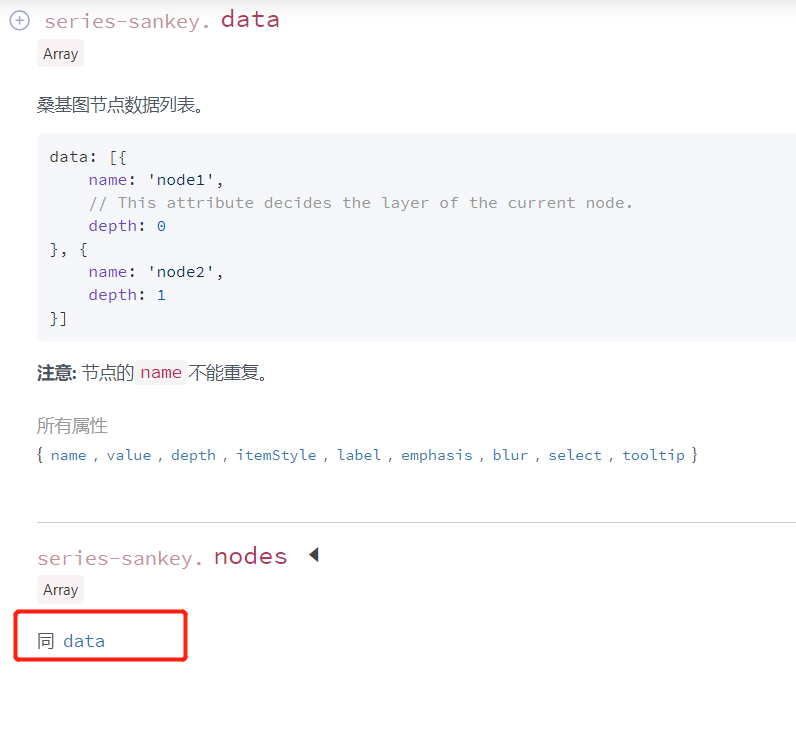 series-sankey. data
Array
桑基图节点数据列表。
data: [{
    name: 'node1',
    // This attribute decides the layer of the current node.
    depth: 0
}, {
    name: 'node2',
    depth: 1
}]
注意: 节点的 name 不能重复。
所有属性
{ name , value , depth , itemStyle , label , emphasis , blur , select , tooltip }
series-sankey. nodes
Array
同 data